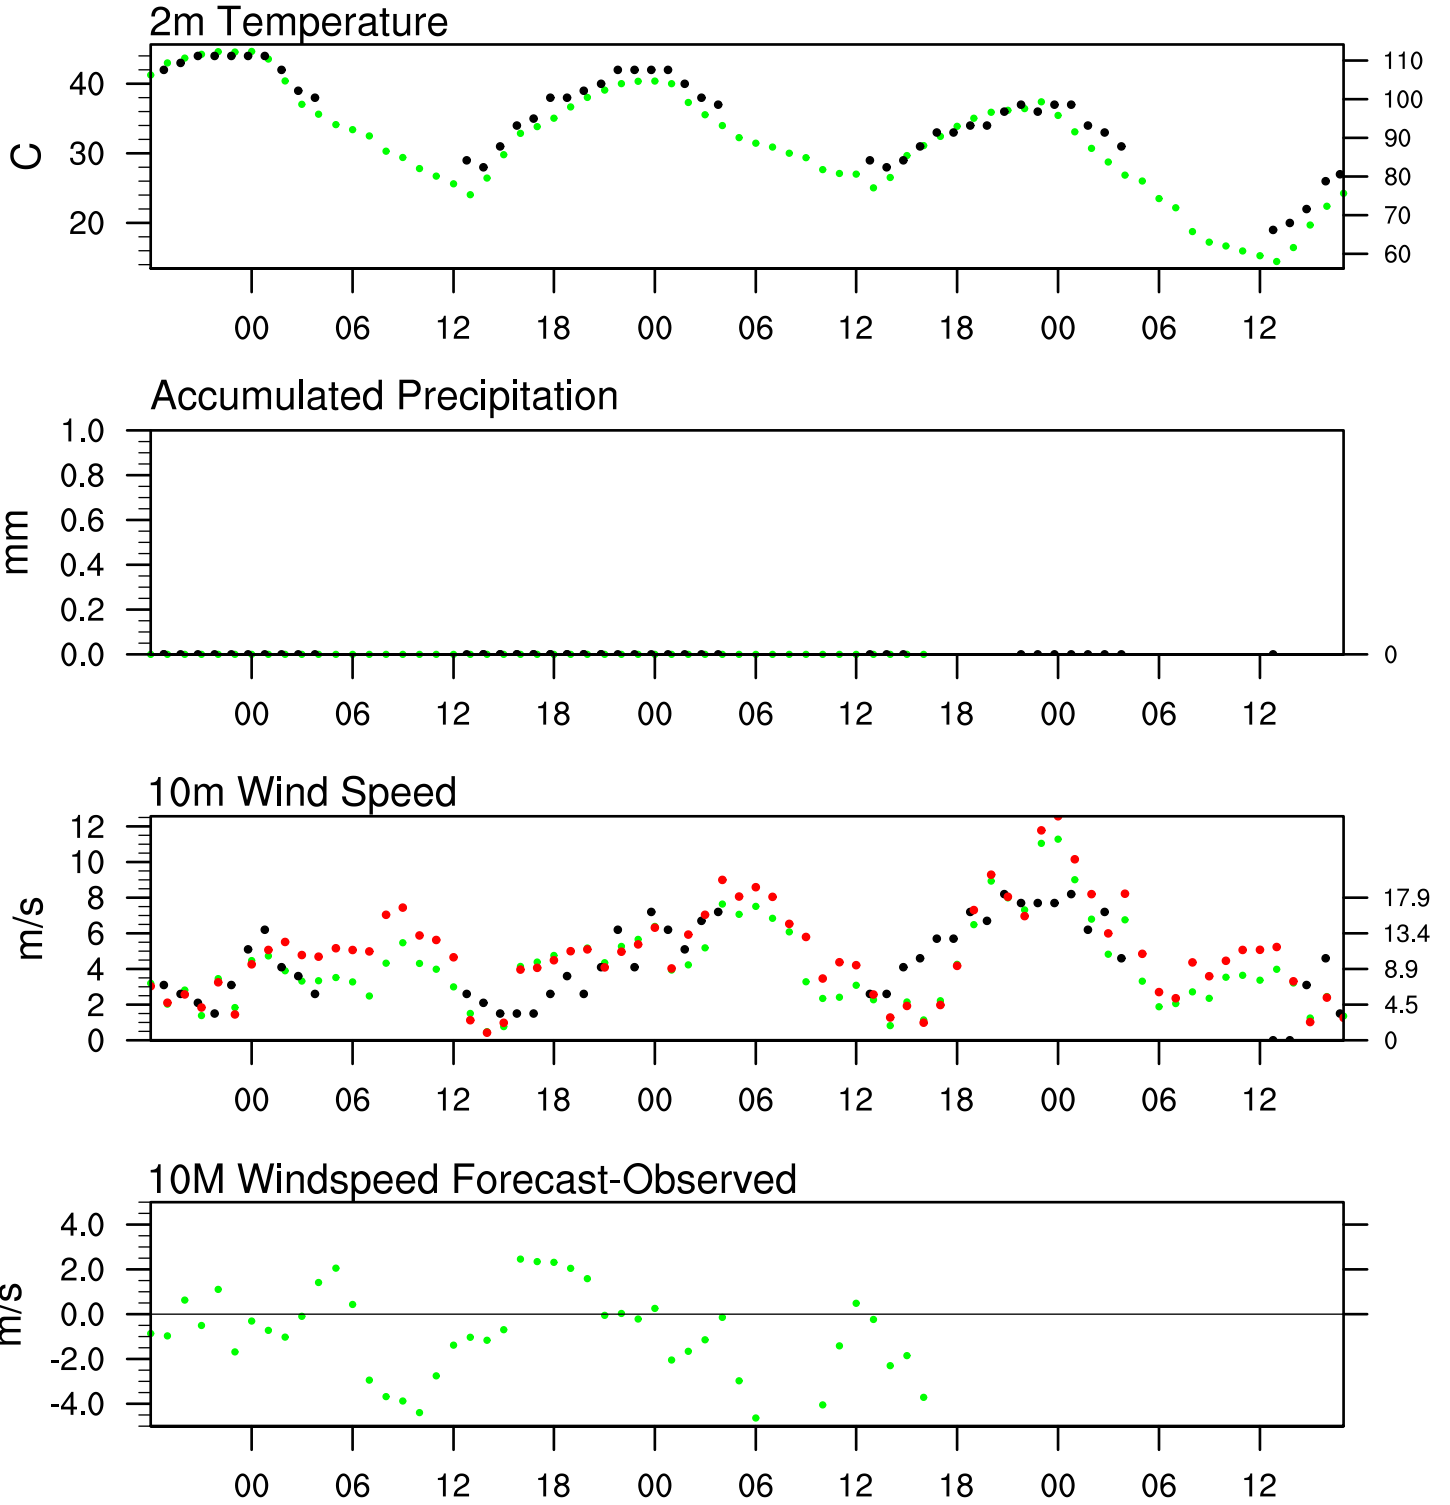 2m Temperature
C
40
30
20
110
100
90
80
70
60
00 06 12 18 00 06 12 18 00 06 12
Accumulated Precipitation
mm
1.0
0.8
0.6
0.4
0.2
0.0
0
00 06 12 18 00 06 12 18 00 06 12
10m Wind Speed
m/s
12
10
8
6
4
2
0
17.9
13.4
8.9
4.5
0
00 06 12 18 00 06 12 18 00 06 12
10M Windspeed Forecast-Observed
m/s
4.0
2.0
0.0
-2.0
-4.0
00 06 12 18 00 06 12 18 00 06 12